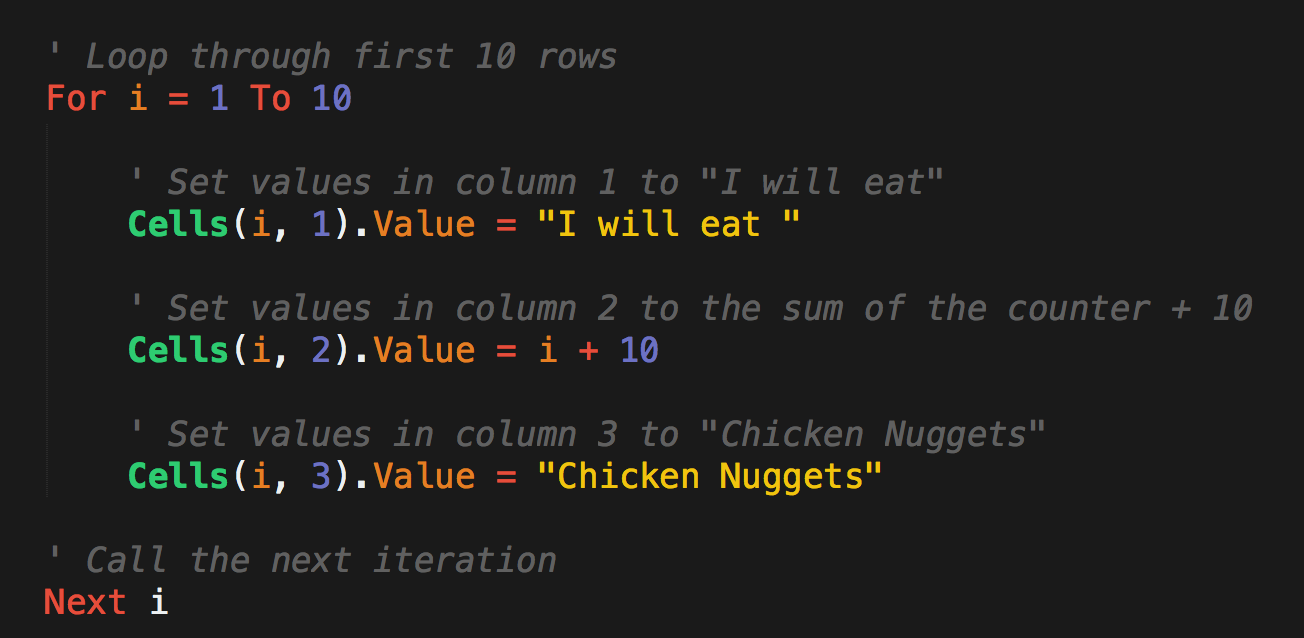 ' Loop through first 10 rows
For i = 1 To 10
' Set values in column 1 to "I will eat"
Cells(i, 1).Value = "I will eat "
' Set values in column 2 to the sum of the counter + 10
Cells(i, 2).Value = i + 10
' Set values in column 3 to "Chicken Nuggets"
Cells(i, 3).Value = "Chicken Nuggets"
' Call the next iteration
Next i